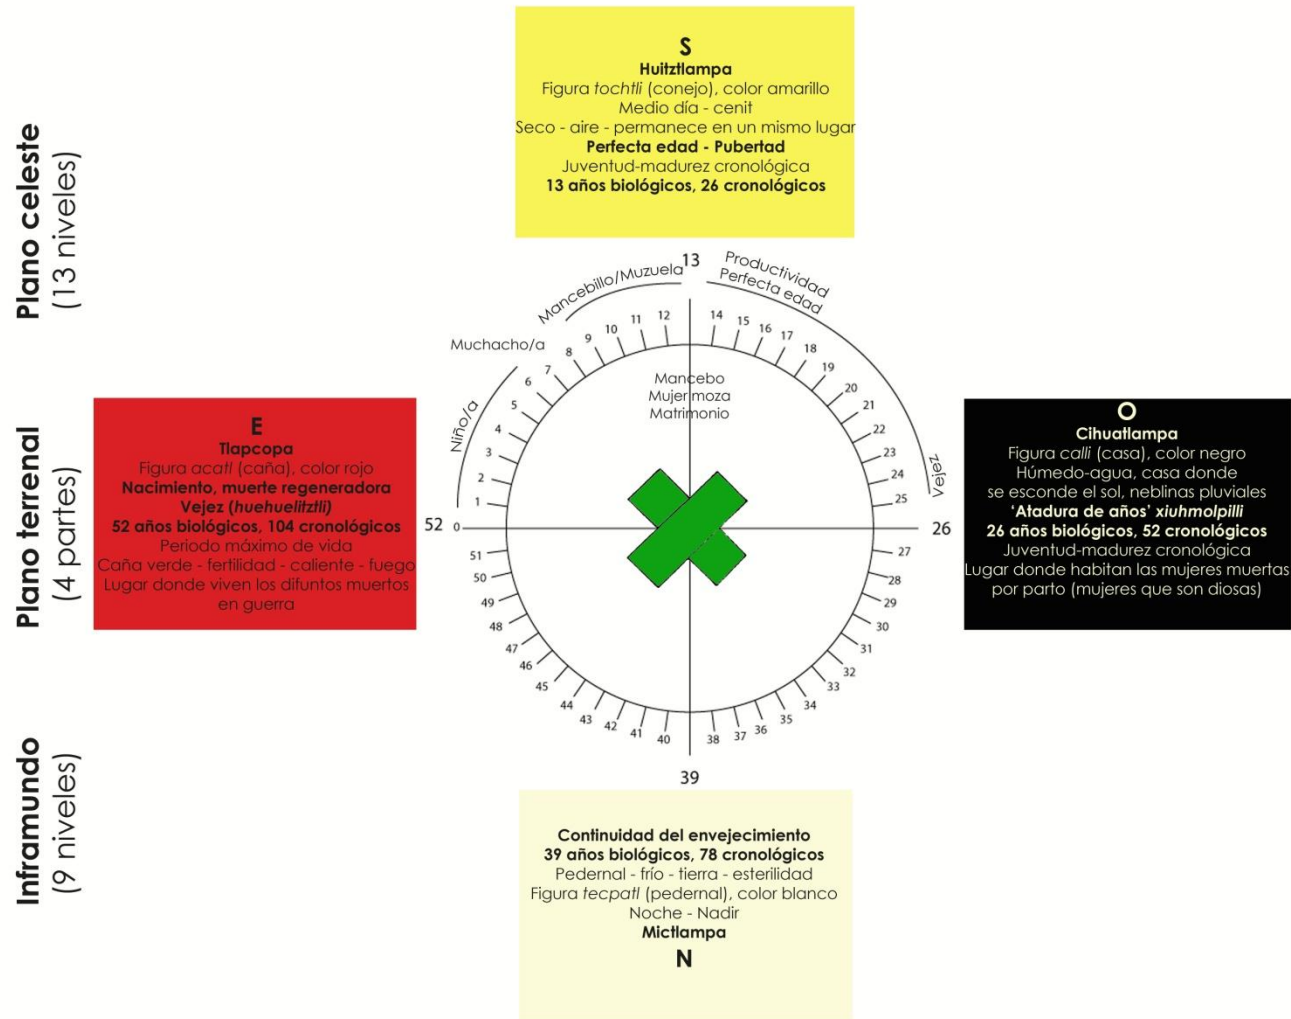 S
Huitztlampa
Figura tochtli (conejo), color amarillo
Medio día - cenit
Seco - aire - permanece en un mismo lugar
Perfecta edad - Pubertad
Juventud-madurez cronológica
13 años biológicos, 26 cronológicos
Plano celeste
(13 niveles)
Plano terrenal
(4 partes)
Inframundo
(9 niveles)
E
Tlapcopa
Figura acatl (caña), color rojo
Nacimiento, muerte regeneradora
Vejez (huehuelitztli)
52 años biológicos, 104 cronológicos
Periodo máximo de vida
Caña verde - fertilidad - caliente - fuego
Lugar donde viven los difuntos muertos
en guerra
Niño/a
Muchacho/a
Mancebillo/Muzuela
Productividad
Perfecta edad
Vejez
Mancebo
Mujer moza
Matrimonio
52
0
1
2
3
4
5
6
7
8
9
10
11
12
13
14
15
16
17
18
19
20
21
22
23
24
25
26
27
28
29
30
31
32
33
34
35
36
37
38
39
40
41
42
43
44
45
46
47
48
49
50
51
O
Cihuatlampa
Figura calli (casa), color negro
Húmedo-agua, casa donde
se esconde el sol, neblinas pluviales
'Atadura de años' xiuhmolpilli
26 años biológicos, 52 cronológicos
Juventud-madurez cronológica
Lugar donde habitan las mujeres muertas
por parto (mujeres que son diosas)
Continuidad del envejecimiento
39 años biológicos, 78 cronológicos
Pedernal - frío - tierra - esterilidad
Figura tecpatl (pedernal), color blanco
Noche - Nadir
Mictlampa
N